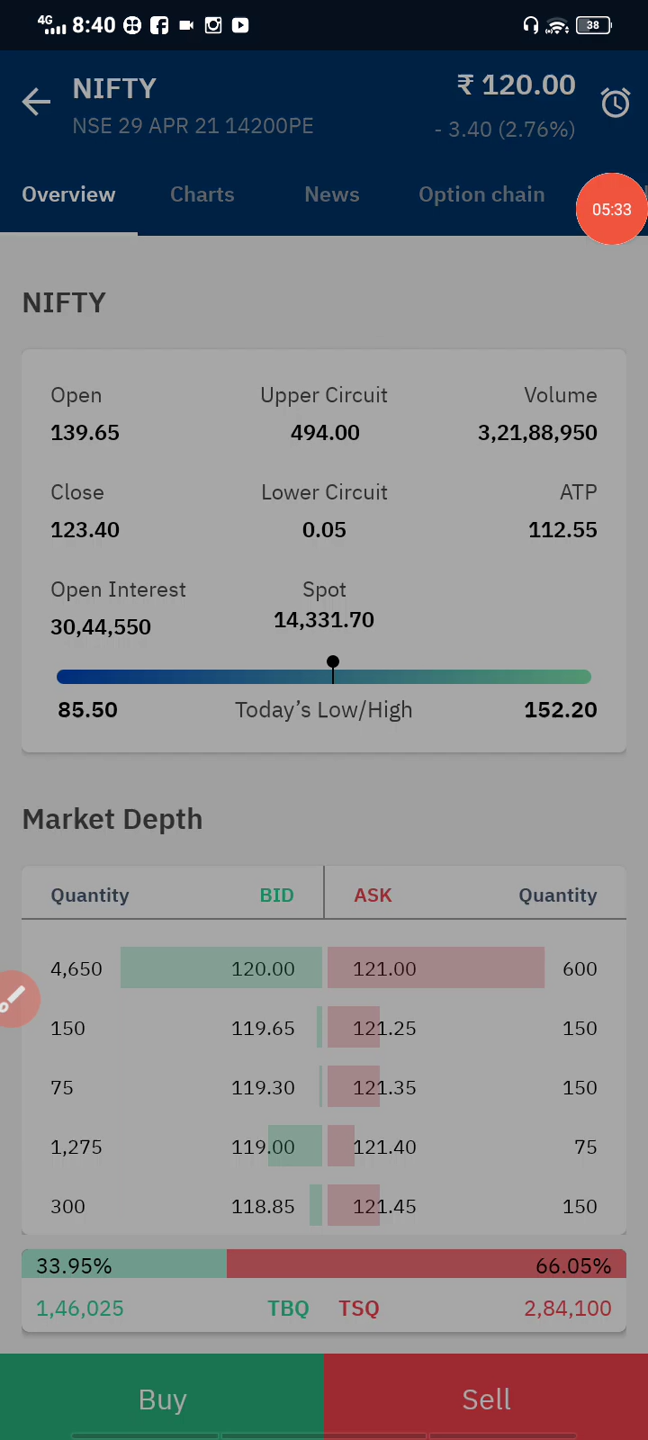 4G 8:40 38
NIFTY ₹ 120.00
NSE 29 APR 21 14200PE - 3.40 (2.76%)
Overview Charts News Option chain
05:33
NIFTY
Open Upper Circuit Volume
139.65 494.00 3,21,88,950
Close Lower Circuit ATP
123.40 0.05 112.55
Open Interest Spot
30,44,550 14,331.70
85.50 Today's Low/High 152.20
Market Depth
Quantity BID ASK Quantity
4,650 120.00 121.00 600
150 119.65 121.25 150
75 119.30 121.35 150
1,275 119.00 121.40 75
300 118.85 121.45 150
33.95% 66.05%
1,46,025 TBQ TSQ 2,84,100
Buy Sell